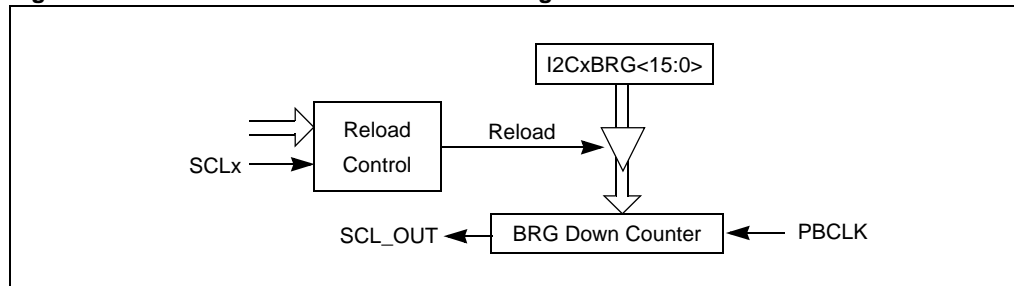 I2CxBRG<15:0>
Reload
Control
Reload
SCLx
SCL_OUT
BRG Down Counter
PBCLK